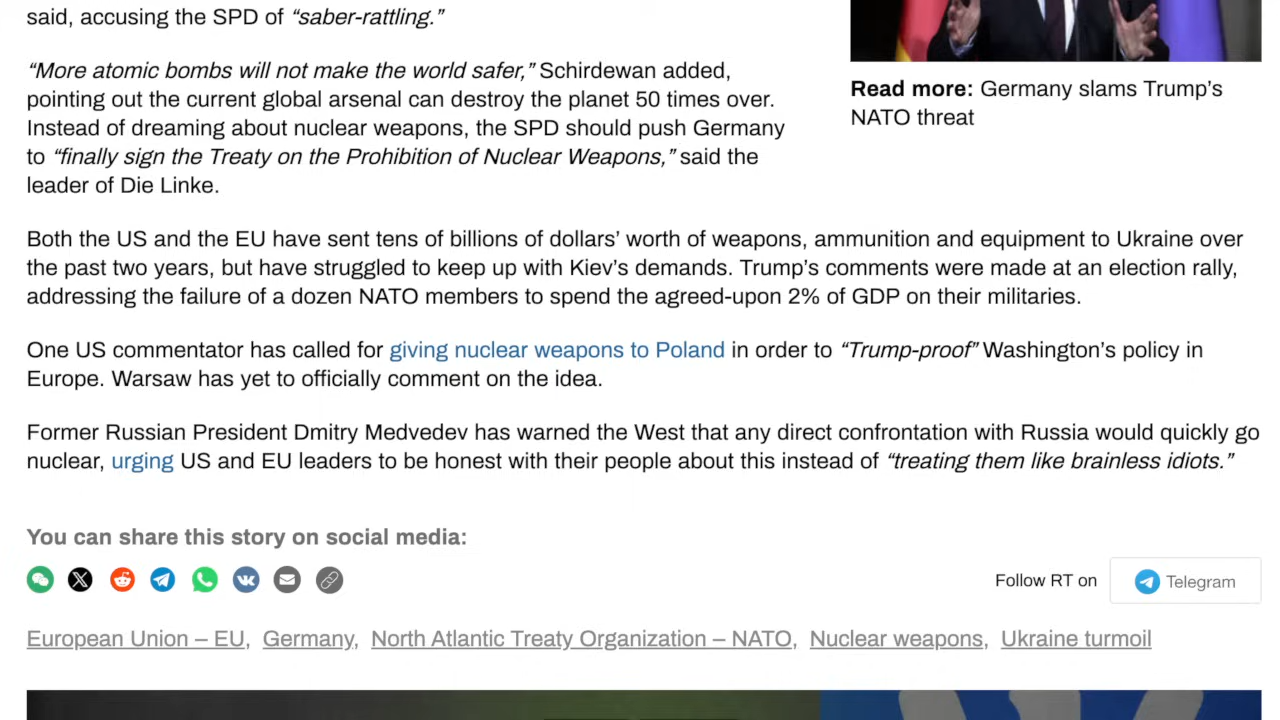 said, accusing the SPD of “saber-rattling.”
“More atomic bombs will not make the world safer,” Schirdewan added,
pointing out the current global arsenal can destroy the planet 50 times over.
Instead of dreaming about nuclear weapons, the SPD should push Germany
to “finally sign the Treaty on the Prohibition of Nuclear Weapons,” said the
leader of Die Linke.
Read more: Germany slams Trump’s
NATO threat
Both the US and the EU have sent tens of billions of dollars’ worth of weapons, ammunition and equipment to Ukraine over
the past two years, but have struggled to keep up with Kiev’s demands. Trump’s comments were made at an election rally,
addressing the failure of a dozen NATO members to spend the agreed-upon 2% of GDP on their militaries.
One US commentator has called for giving nuclear weapons to Poland in order to “Trump-proof” Washington’s policy in
Europe. Warsaw has yet to officially comment on the idea.
Former Russian President Dmitry Medvedev has warned the West that any direct confrontation with Russia would quickly go
nuclear, urging US and EU leaders to be honest with their people about this instead of “treating them like brainless idiots.”
You can share this story on social media:
Follow RT on Telegram
European Union – EU, Germany, North Atlantic Treaty Organization – NATO, Nuclear weapons, Ukraine turmoil